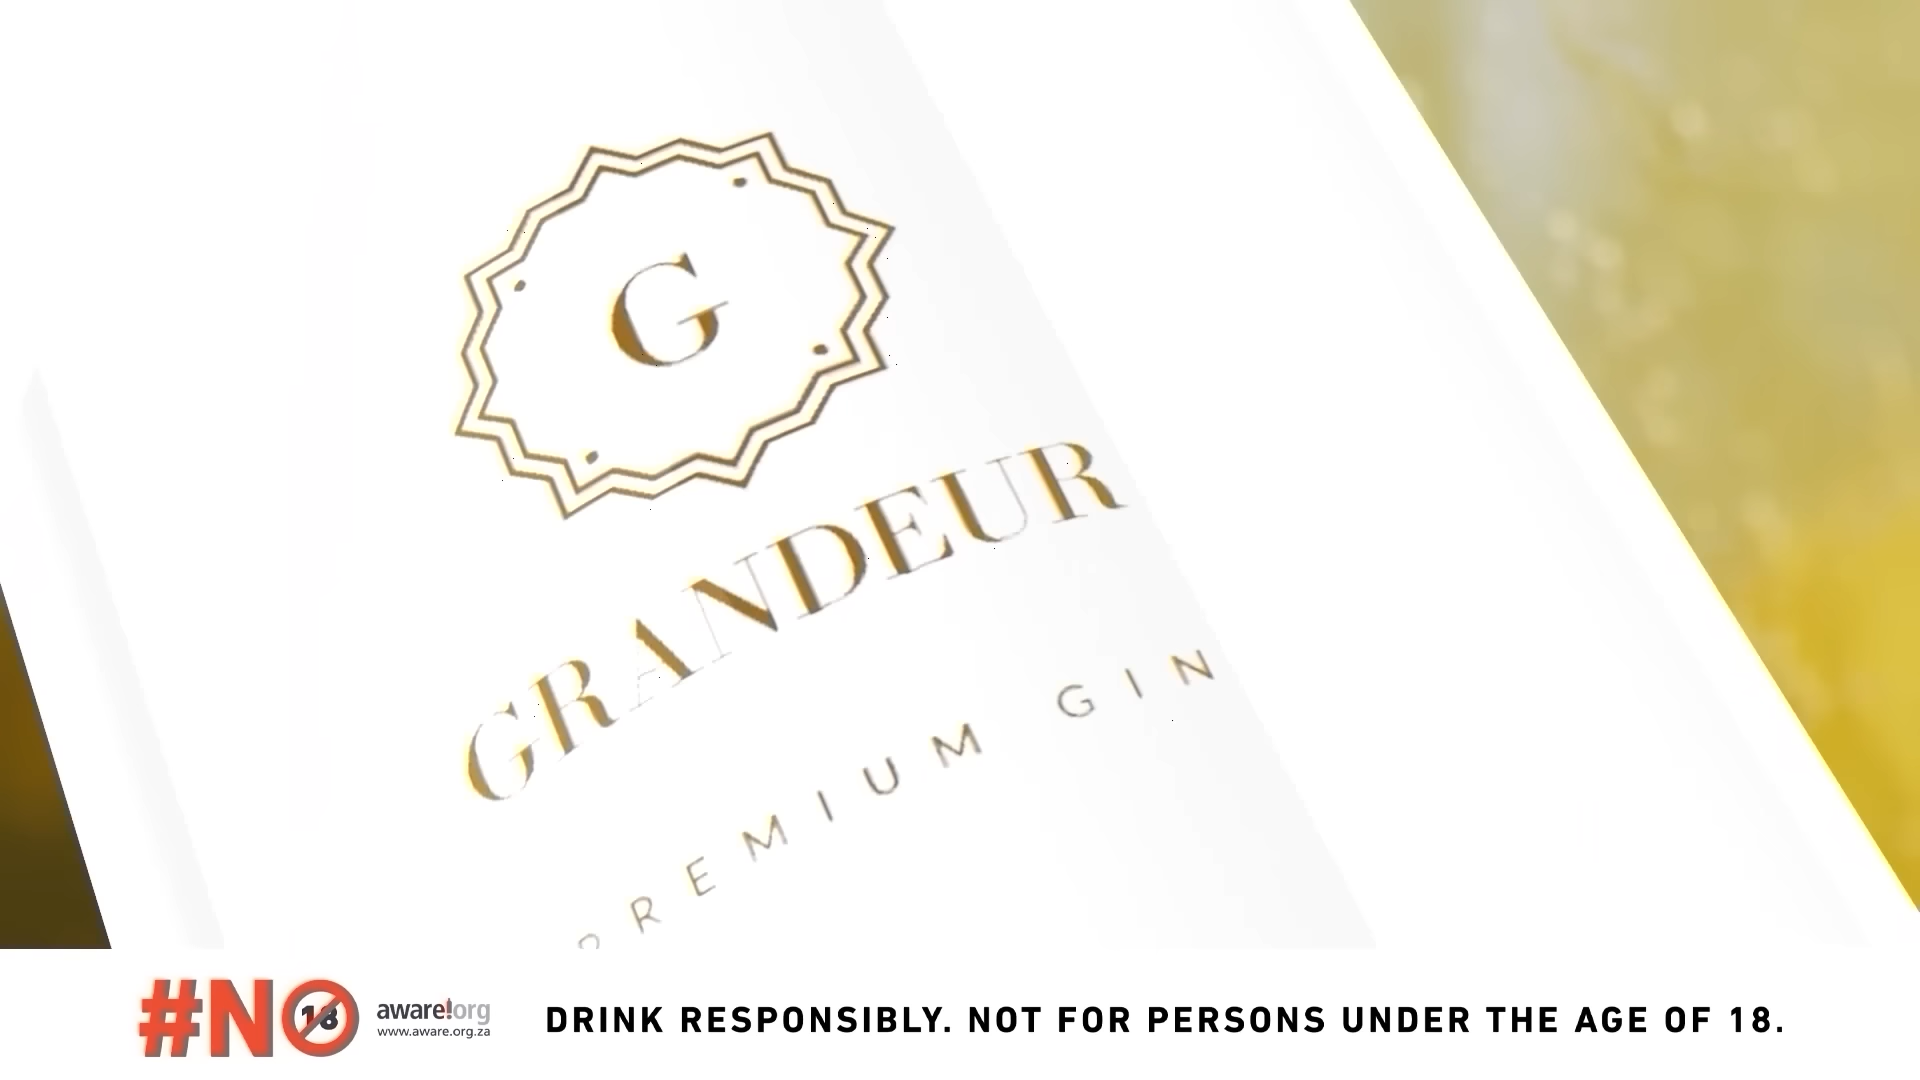 G
GRANDEUR
PREMIUM GIN
#NO
18
aware!org
www.aware.org.za
DRINK RESPONSIBLY. NOT FOR PERSONS UNDER THE AGE OF 18.